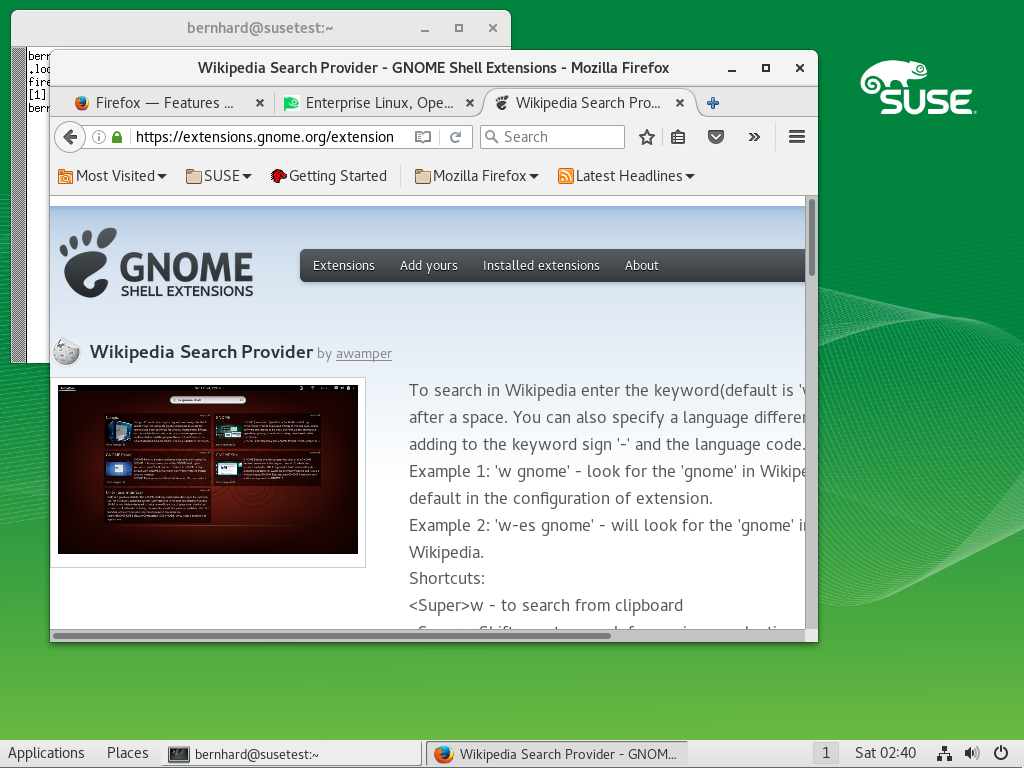 bernhard@susetest:~
bern
.loc
fire
[1]
bern
Wikipedia Search Provider - GNOME Shell Extensions - Mozilla Firefox
Firefox — Features ...
Enterprise Linux, Ope...
Wikipedia Search Pro...
https://extensions.gnome.org/extension
Search
Most Visited
SUSE
Getting Started
Mozilla Firefox
Latest Headlines
SUSE
GNOME
SHELL EXTENSIONS
Extensions
Add yours
Installed extensions
About
Wikipedia Search Provider by awamper
To search in Wikipedia enter the keyword(default is 'w
after a space. You can also specify a language differen
adding to the keyword sign '-' and the language code.
Example 1: 'w gnome' - look for the 'gnome' in Wikipe
default in the configuration of extension.
Example 2: 'w-es gnome' - will look for the 'gnome' in
Wikipedia.
Shortcuts:
<Super>w - to search from clipboard
Applications
Places
bernhard@susetest:~
Wikipedia Search Provider - GNOM...
1
Sat 02:40